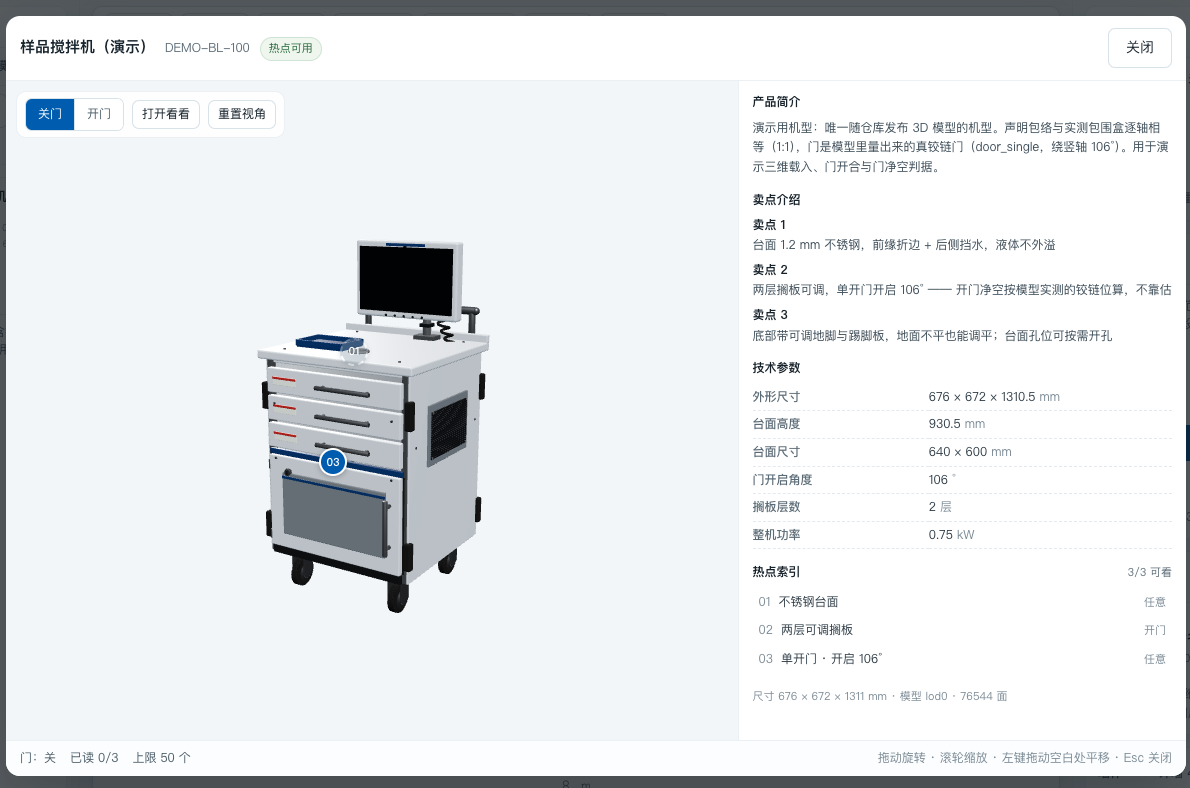 样品搅拌机（演示） DEMO-BL-100 热点可用
关闭
关门 开门 打开看看 重置视角
01
03
产品简介
演示用机型：唯一随仓库发布 3D 模型的机型。声明包络与实测包围盒逐轴相
等（1:1），门是模型里量出来的真铰链门（door_single，绕竖轴 106°）。用于演
示三维载入、门开合与门净空判据。
卖点介绍
卖点 1
台面 1.2 mm 不锈钢，前缘折边 + 后侧挡水，液体不外溢
卖点 2
两层搁板可调，单开门开启 106° —— 开门净空按模型实测的铰链位算，不靠估
卖点 3
底部带可调地脚与踢脚板，地面不平也能调平；台面孔位可按需开孔
技术参数
外形尺寸 676 × 672 × 1310.5 mm
台面高度 930.5 mm
台面尺寸 640 × 600 mm
门开启角度 106 °
搁板层数 2 层
整机功率 0.75 kW
热点索引 3/3 可看
01 不锈钢台面 任意
02 两层可调搁板 开门
03 单开门 · 开启 106° 任意
尺寸 676 × 672 × 1311 mm · 模型 lod0 · 76544 面
门：关 已读 0/3 上限 50 个
拖动旋转 · 滚轮缩放 · 左键拖动空白处平移 · Esc 关闭